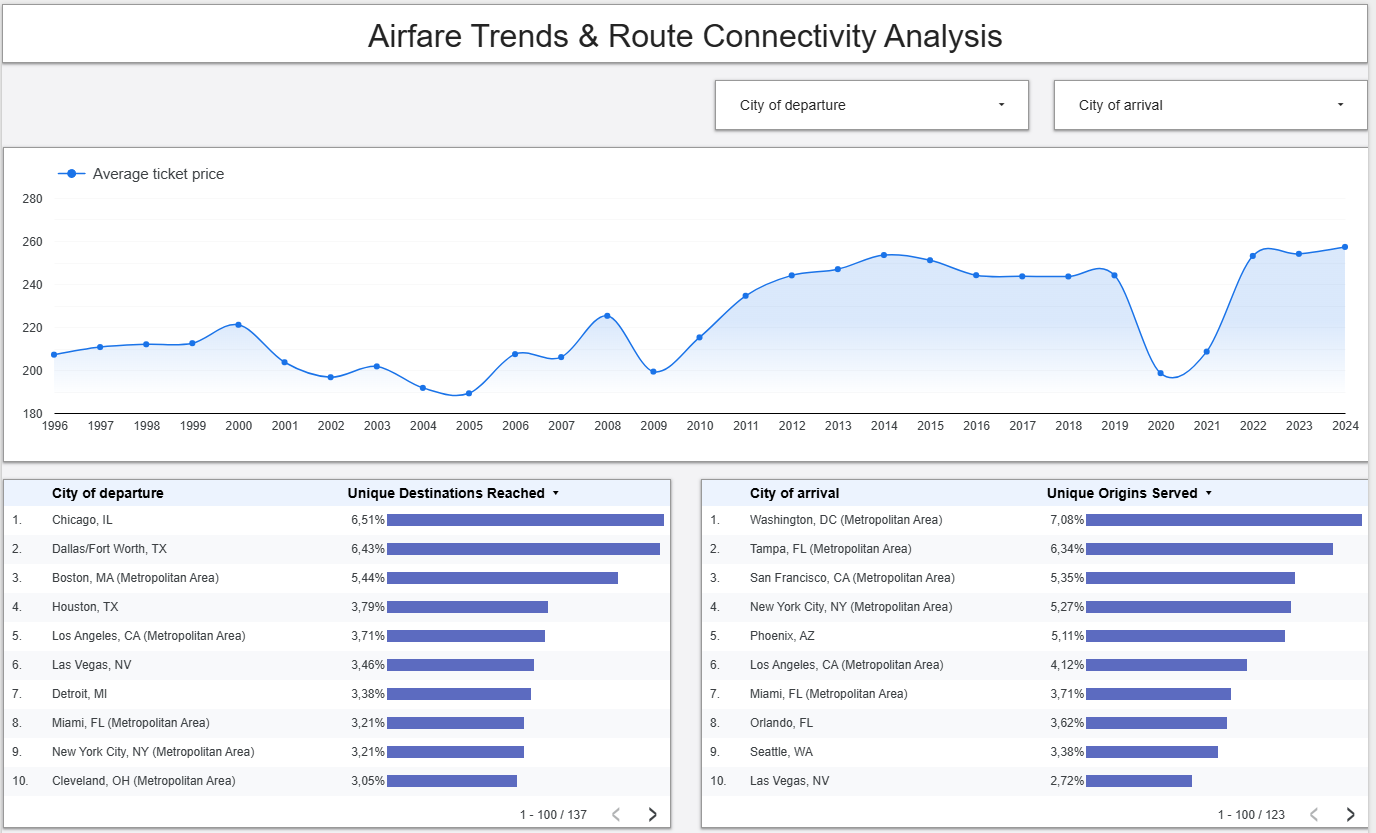 Airfare Trends & Route Connectivity Analysis
City of departure
City of arrival
Average ticket price
280
260
240
220
200
180
1996 1997 1998 1999 2000 2001 2002 2003 2004 2005 2006 2007 2008 2009 2010 2011 2012 2013 2014 2015 2016 2017 2018 2019 2020 2021 2022 2023 2024
City of departure Unique Destinations Reached
1. Chicago, IL 6,51%
2. Dallas/Fort Worth, TX 6,43%
3. Boston, MA (Metropolitan Area) 5,44%
4. Houston, TX 3,79%
5. Los Angeles, CA (Metropolitan Area) 3,71%
6. Las Vegas, NV 3,46%
7. Detroit, MI 3,38%
8. Miami, FL (Metropolitan Area) 3,21%
9. New York City, NY (Metropolitan Area) 3,21%
10. Cleveland, OH (Metropolitan Area) 3,05%
1 - 100 / 137
City of arrival Unique Origins Served
1. Washington, DC (Metropolitan Area) 7,08%
2. Tampa, FL (Metropolitan Area) 6,34%
3. San Francisco, CA (Metropolitan Area) 5,35%
4. New York City, NY (Metropolitan Area) 5,27%
5. Phoenix, AZ 5,11%
6. Los Angeles, CA (Metropolitan Area) 4,12%
7. Miami, FL (Metropolitan Area) 3,71%
8. Orlando, FL 3,62%
9. Seattle, WA 3,38%
10. Las Vegas, NV 2,72%
1 - 100 / 123